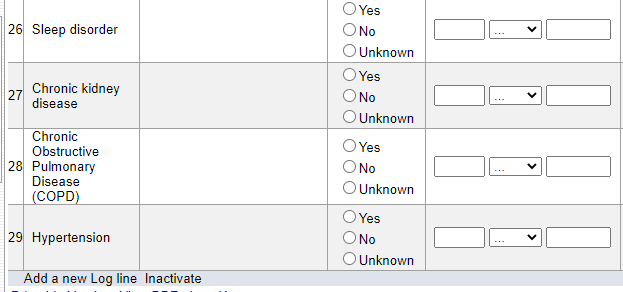 Yes
26 Sleep disorder
No
...
Unknown
Yes
27 Chronic kidney disease
No
...
Unknown
Chronic
Obstructive
Yes
28 Pulmonary
No
...
Disease
Unknown
(COPD)
Yes
29 Hypertension
No
...
Unknown
Add a new Log line Inactivate